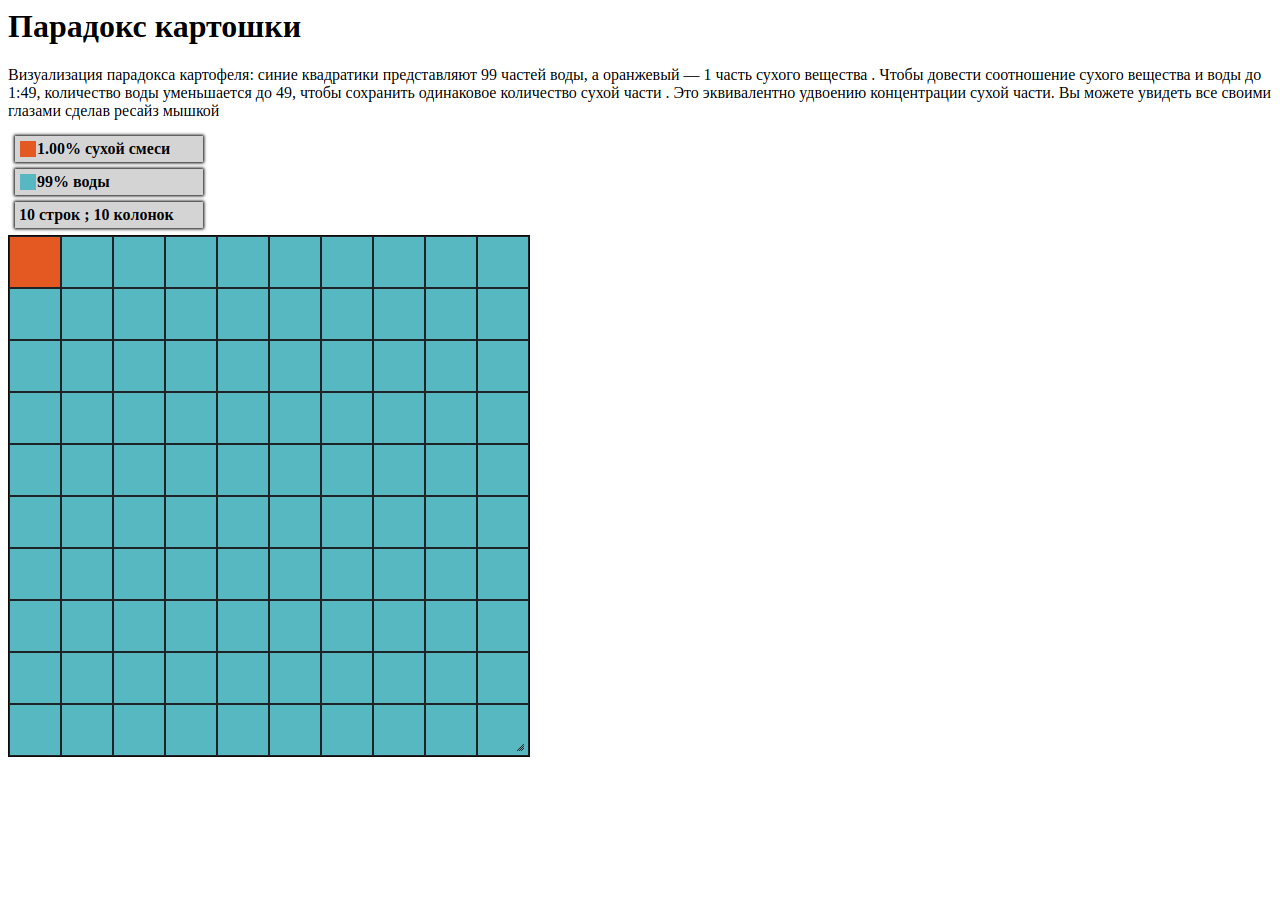 Парадокс картошки
Визуализация парадокса картофеля: синие квадратики представляют 99 частей воды, а оранжевый — 1 часть сухого вещества . Чтобы довести соотношение сухого вещества и воды до
1:49, количество воды уменьшается до 49, чтобы сохранить одинаковое количество сухой части . Это эквивалентно удвоению концентрации сухой части. Вы можете увидеть все своими
глазами сделав ресайз мышкой
1.00% сухой смеси
99% воды
10 строк ; 10 колонок